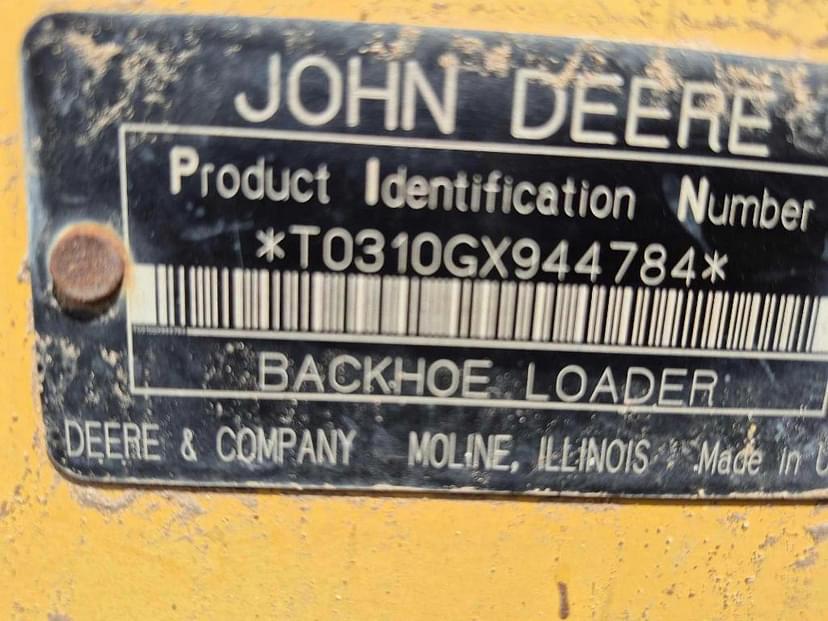 JOHN DEERE
Product Identification Number
*T0310GX944784*
BACKHOE LOADER
DEERE & COMPANY MOLINE, ILLINOIS Made in U